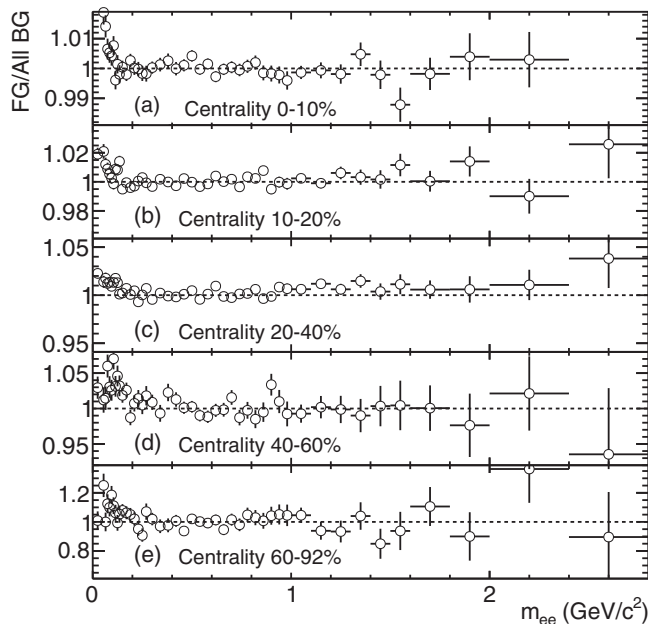 FG/All BG
1.01
1
0.99
(a) Centrality 0-10%
1.02
1
0.98
(b) Centrality 10-20%
1.05
1
0.95
(c) Centrality 20-40%
1.05
1
0.95
(d) Centrality 40-60%
1.2
1
0.8
(e) Centrality 60-92%
0 1 2
m_ee (GeV/c²)